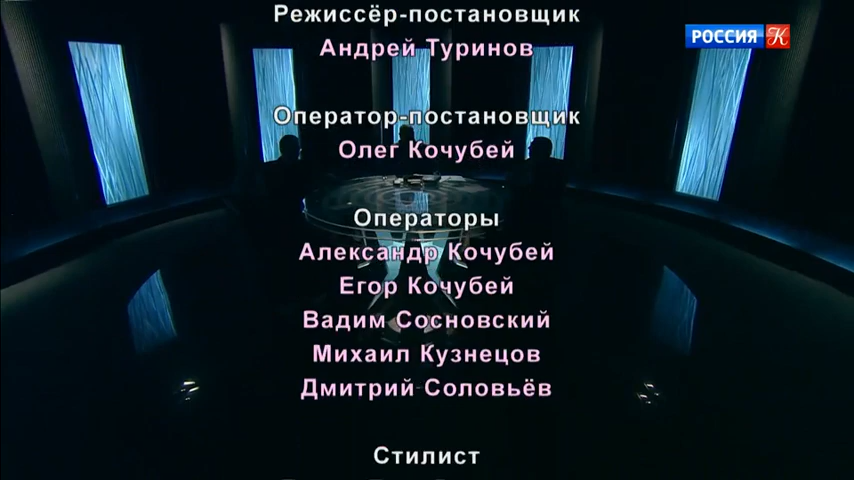 Режиссёр-постановщик
РОССИЯ К
Андрей Туринов
Оператор-постановщик
Олег Кочубей
Операторы
Александр Кочубей
Егор Кочубей
Вадим Сосновский
Михаил Кузнецов
Дмитрий Соловьёв
Стилист